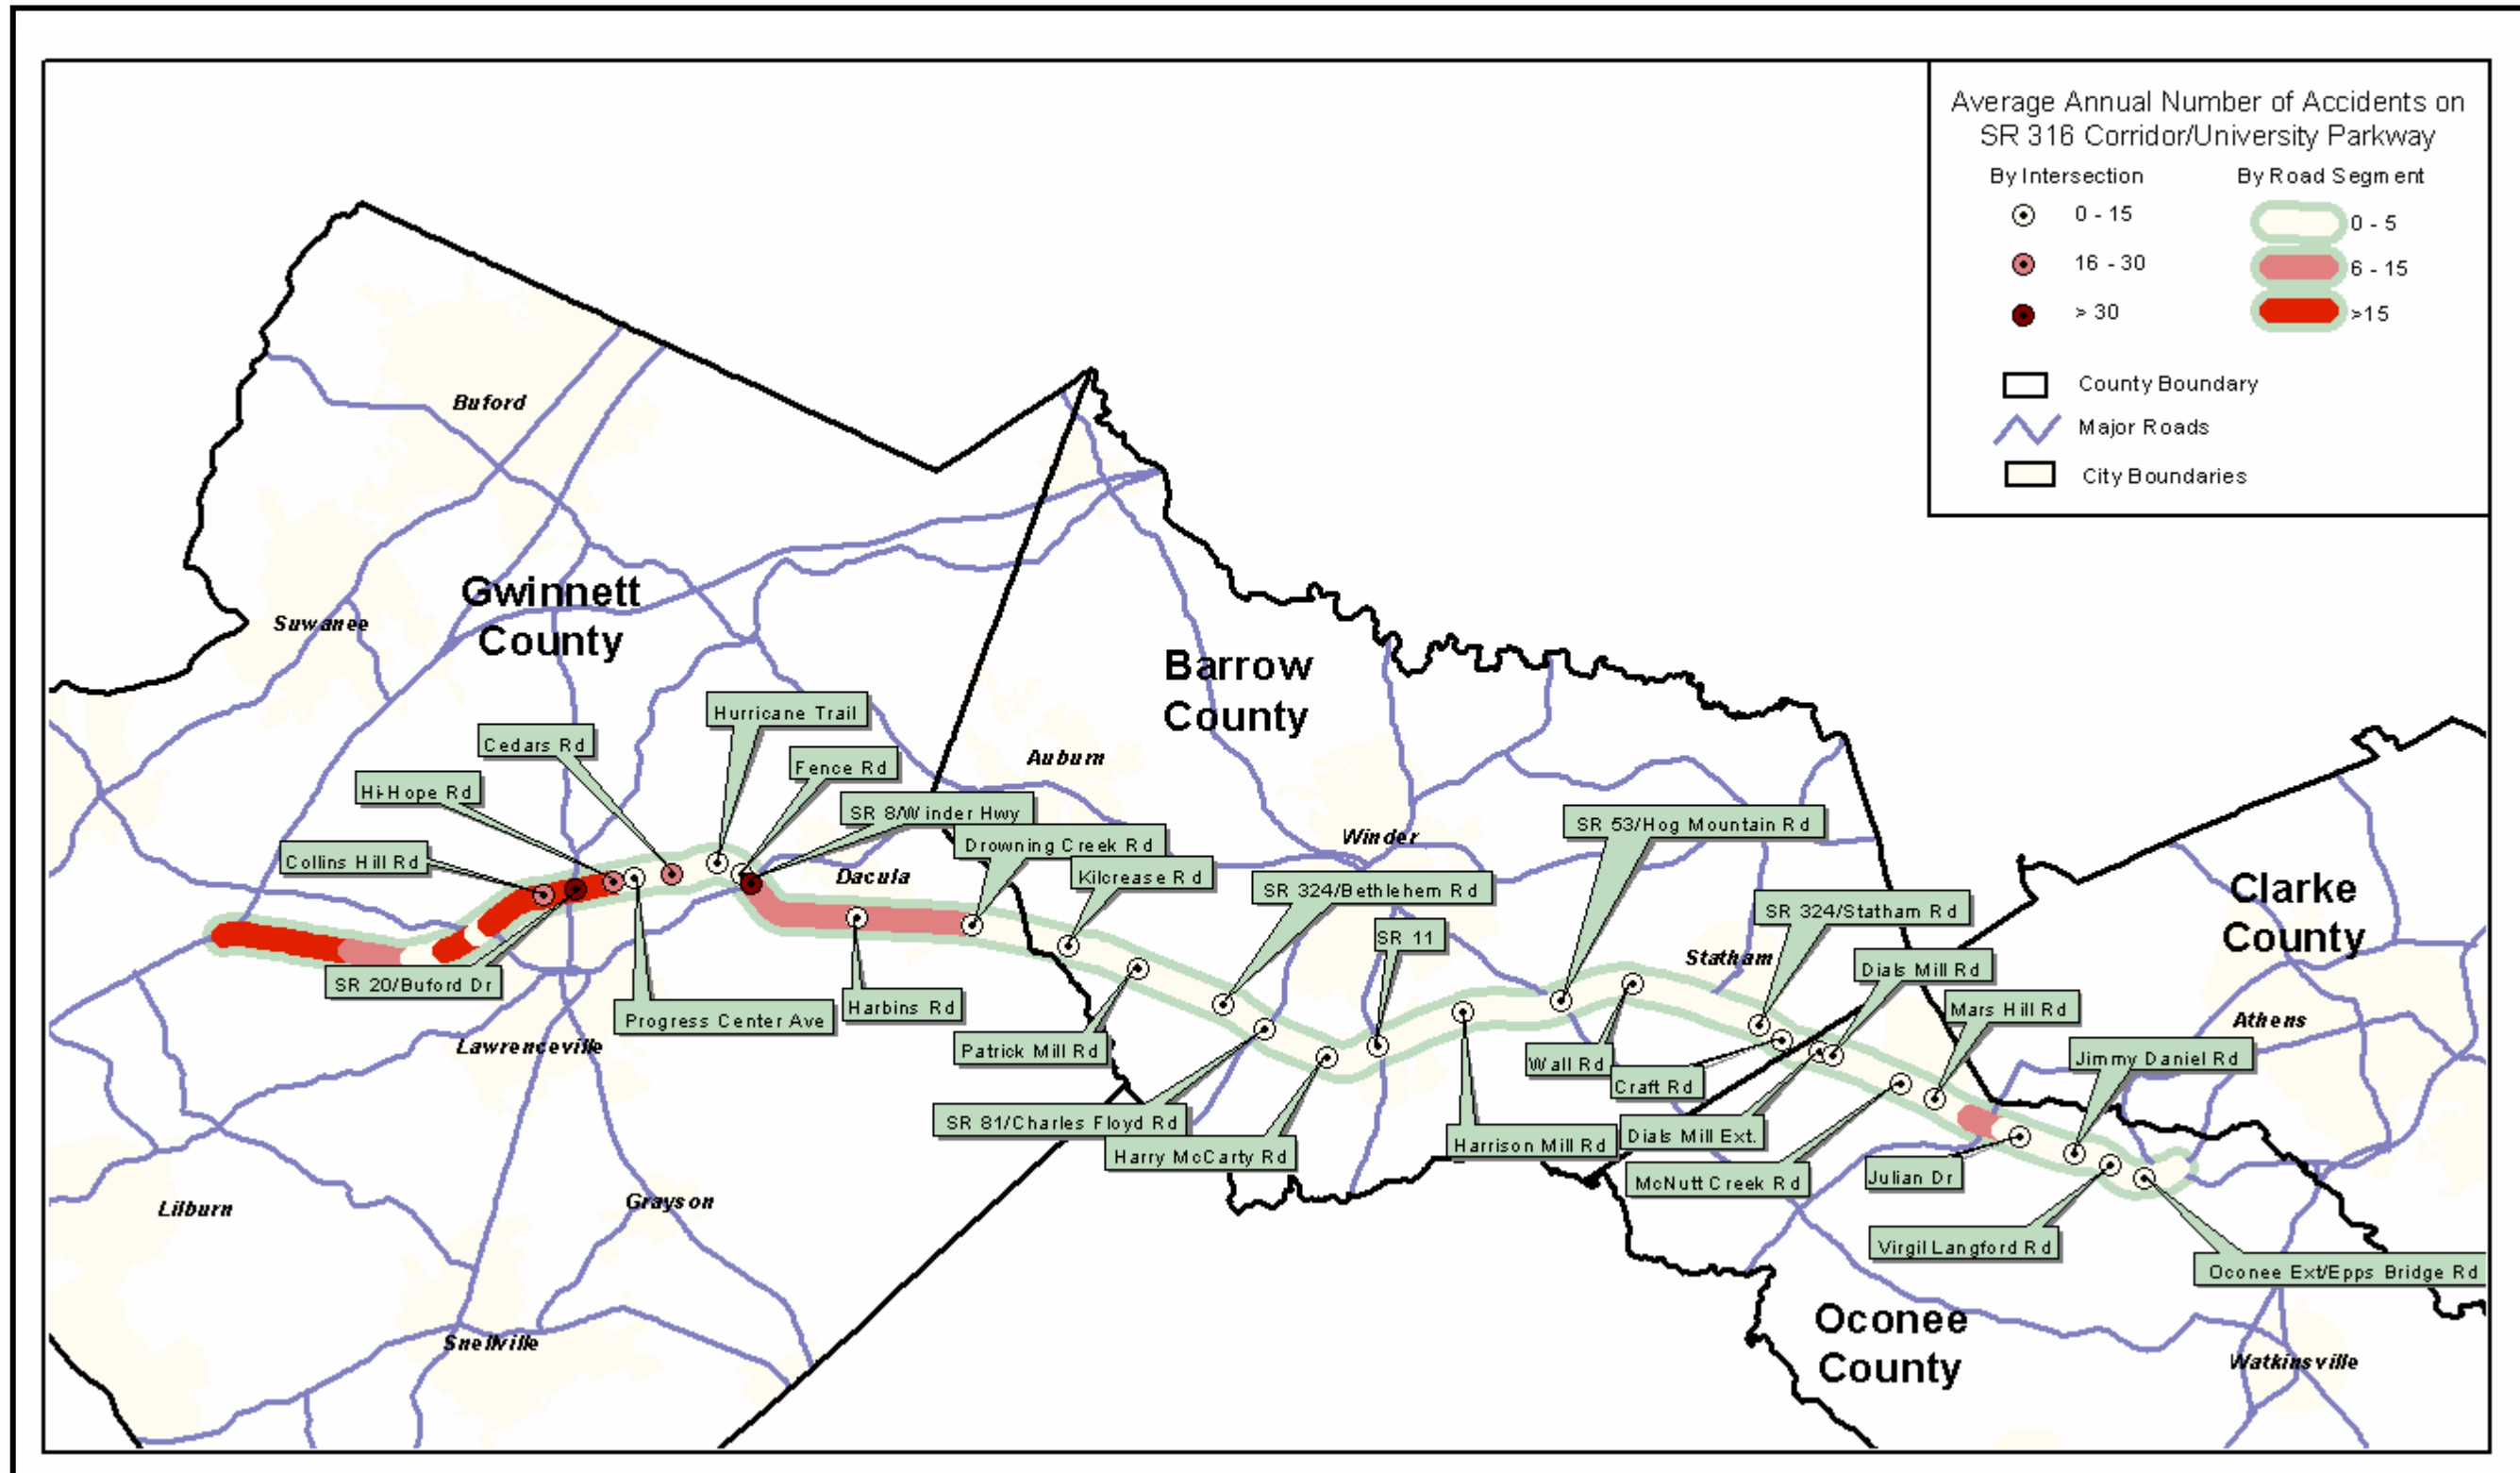 Average Annual Number of Accidents on
SR 316 Corridor/University Parkway
By Intersection
By Road Segment
0 - 15
0 - 5
16 - 30
6 - 15
> 30
>15
County Boundary
Major Roads
City Boundaries
Buford
Gwinnett
County
Suwanee
Barrow
County
Hurricane Trail
Cedars Rd
Auburn
Fence Rd
Hi-Hope Rd
SR 8/Winder Hwy
SR 53/Hog Mountain Rd
Winder
Drowning Creek Rd
Collins Hill Rd
Dacula
Kilcrease Rd
SR 324/Bethlehem Rd
Clarke
County
SR 324/Statham Rd
SR 11
Statham
Dials Mill Rd
SR 20/Buford Dr
Harbins Rd
Mars Hill Rd
Progress Center Ave
Athens
Lawrenceville
Patrick Mill Rd
Wall Rd
Jimmy Daniel Rd
Craft Rd
SR 81/Charles Floyd Rd
Dials Mill Ext.
Harrison Mill Rd
Harry McCarty Rd
Julian Dr
McNutt Creek Rd
Grayson
Lilburn
Virgil Langford Rd
Oconee Ext/Epps Bridge Rd
Oconee
County
Snellville
Watkinsville